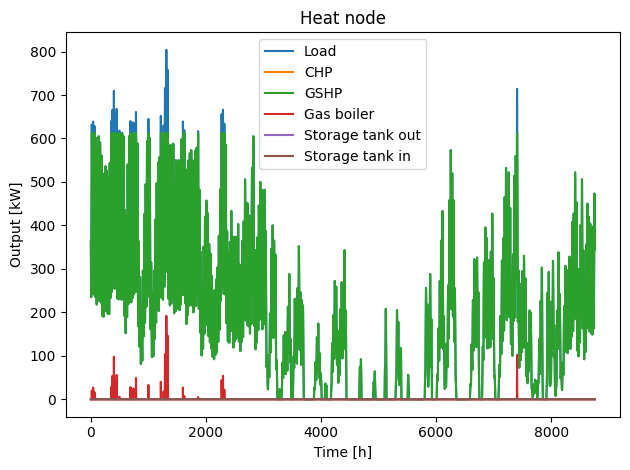 Heat node
Load
CHP
GSHP
Gas boiler
Storage tank out
Storage tank in
Output [kW]
800
700
600
500
400
300
200
100
0
0 2000 4000 6000 8000
Time [h]